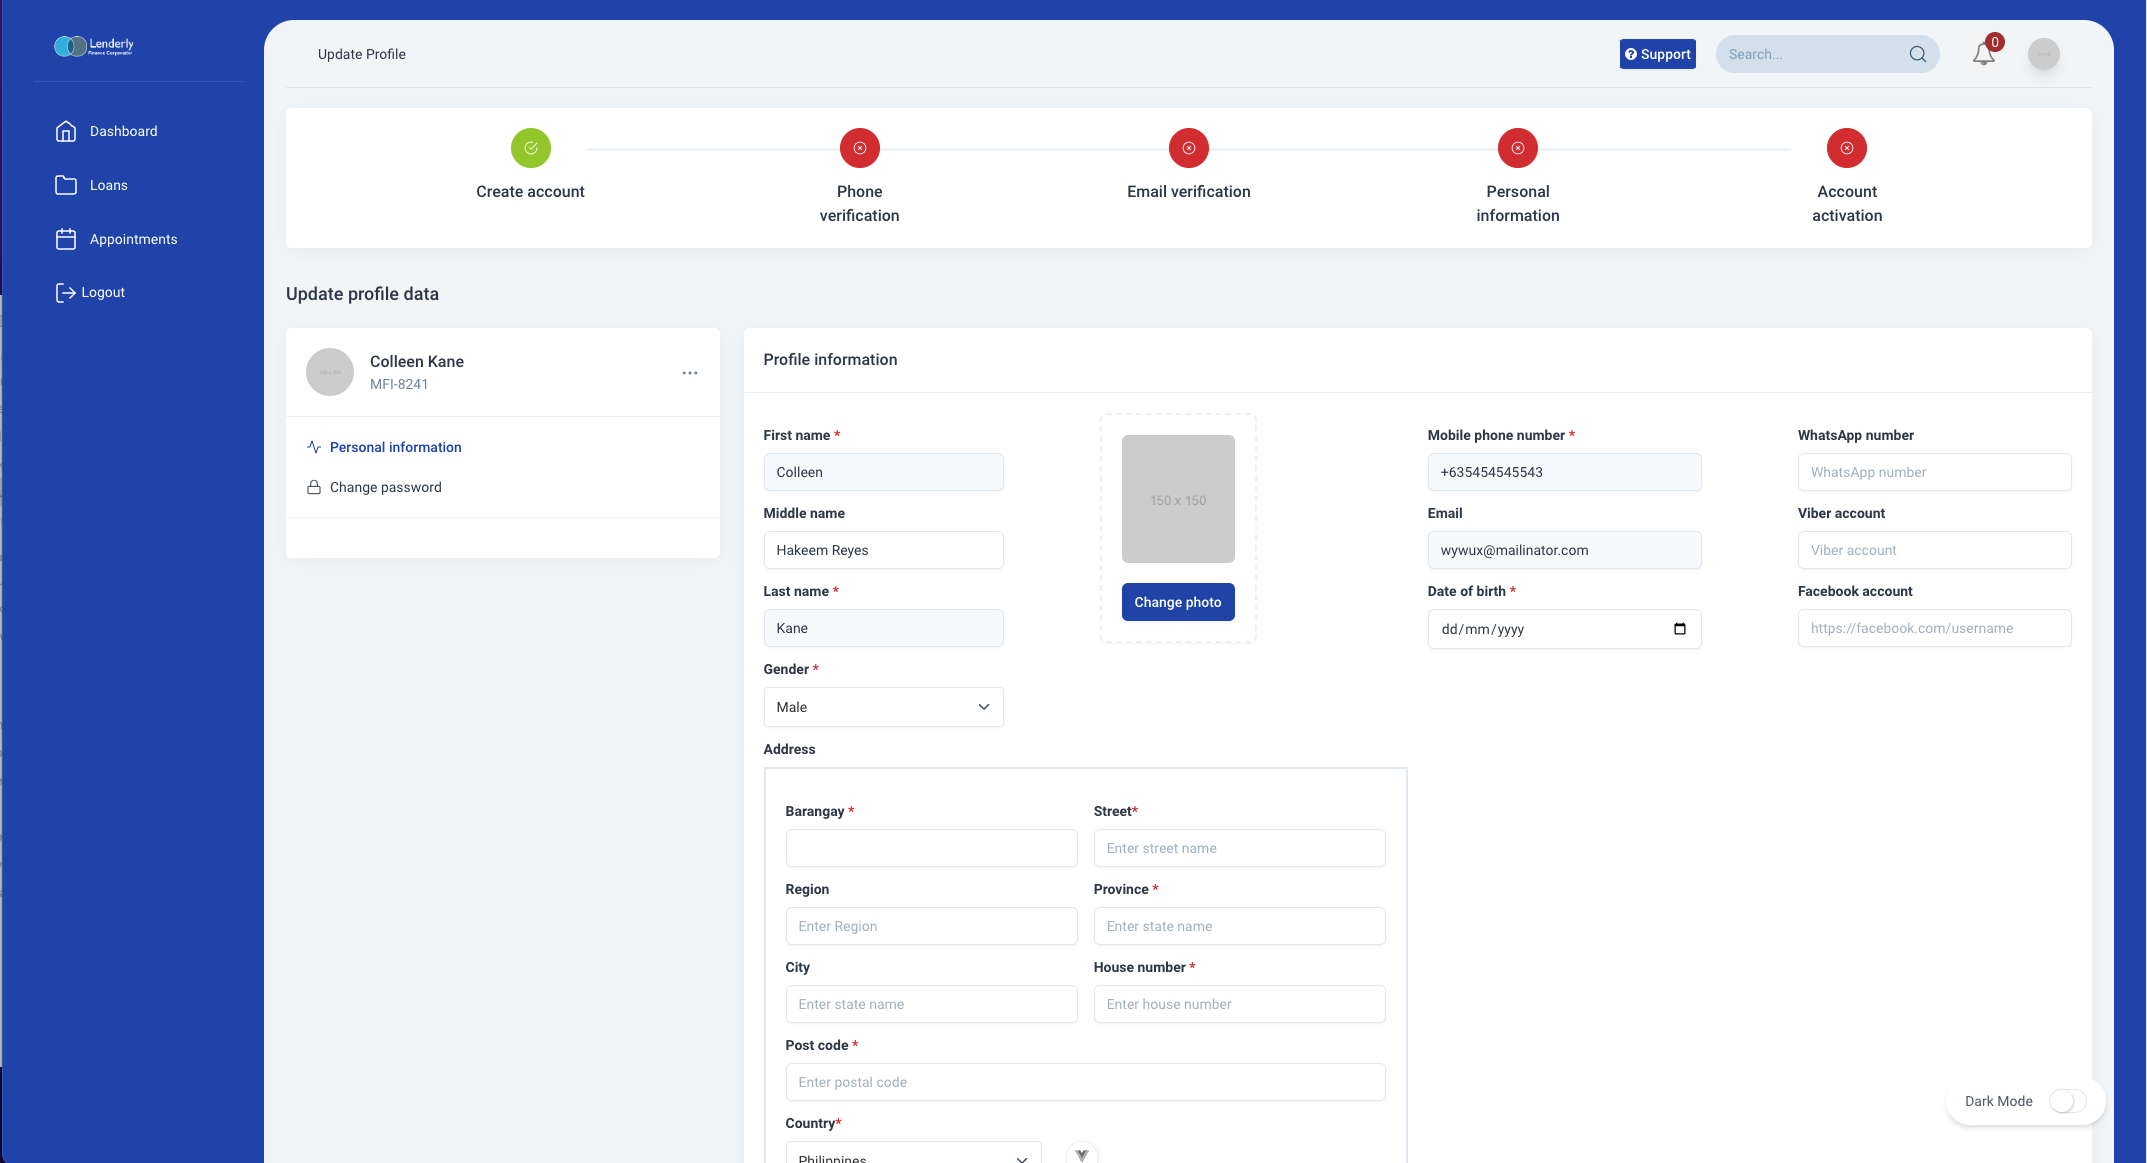 Lenderly
Finance Corporation
Dashboard
Loans
Appointments
Logout
Update Profile
Support
Search...
0
Create account
Phone
verification
Email verification
Personal
information
Account
activation
Update profile data
Colleen Kane
MFI-8241
...
Personal information
Change password
Profile information
First name *
Colleen
Middle name
Hakeem Reyes
Last name *
Kane
Gender *
Male
150 x 150
Change photo
Mobile phone number *
+635454545543
Email
wywux@mailinator.com
Date of birth *
dd/mm/yyyy
WhatsApp number
WhatsApp number
Viber account
Viber account
Facebook account
https://facebook.com/username
Address
Barangay *
Street*
Enter street name
Region
Enter Region
Province *
Enter state name
City
Enter state name
House number *
Enter house number
Post code *
Enter postal code
Country*
Philippines
Dark Mode